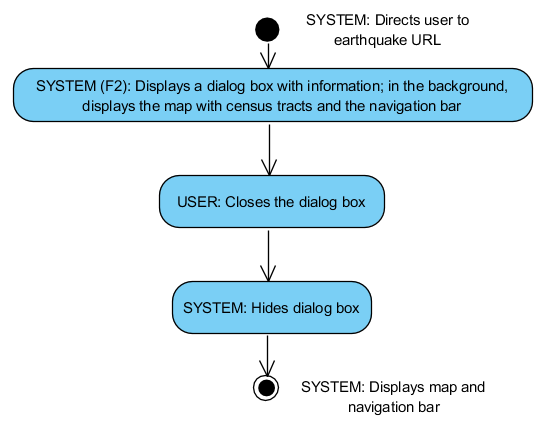 SYSTEM: Directs user to
earthquake URL
SYSTEM (F2): Displays a dialog box with information; in the background,
displays the map with census tracts and the navigation bar
USER: Closes the dialog box
SYSTEM: Hides dialog box
SYSTEM: Displays map and
navigation bar